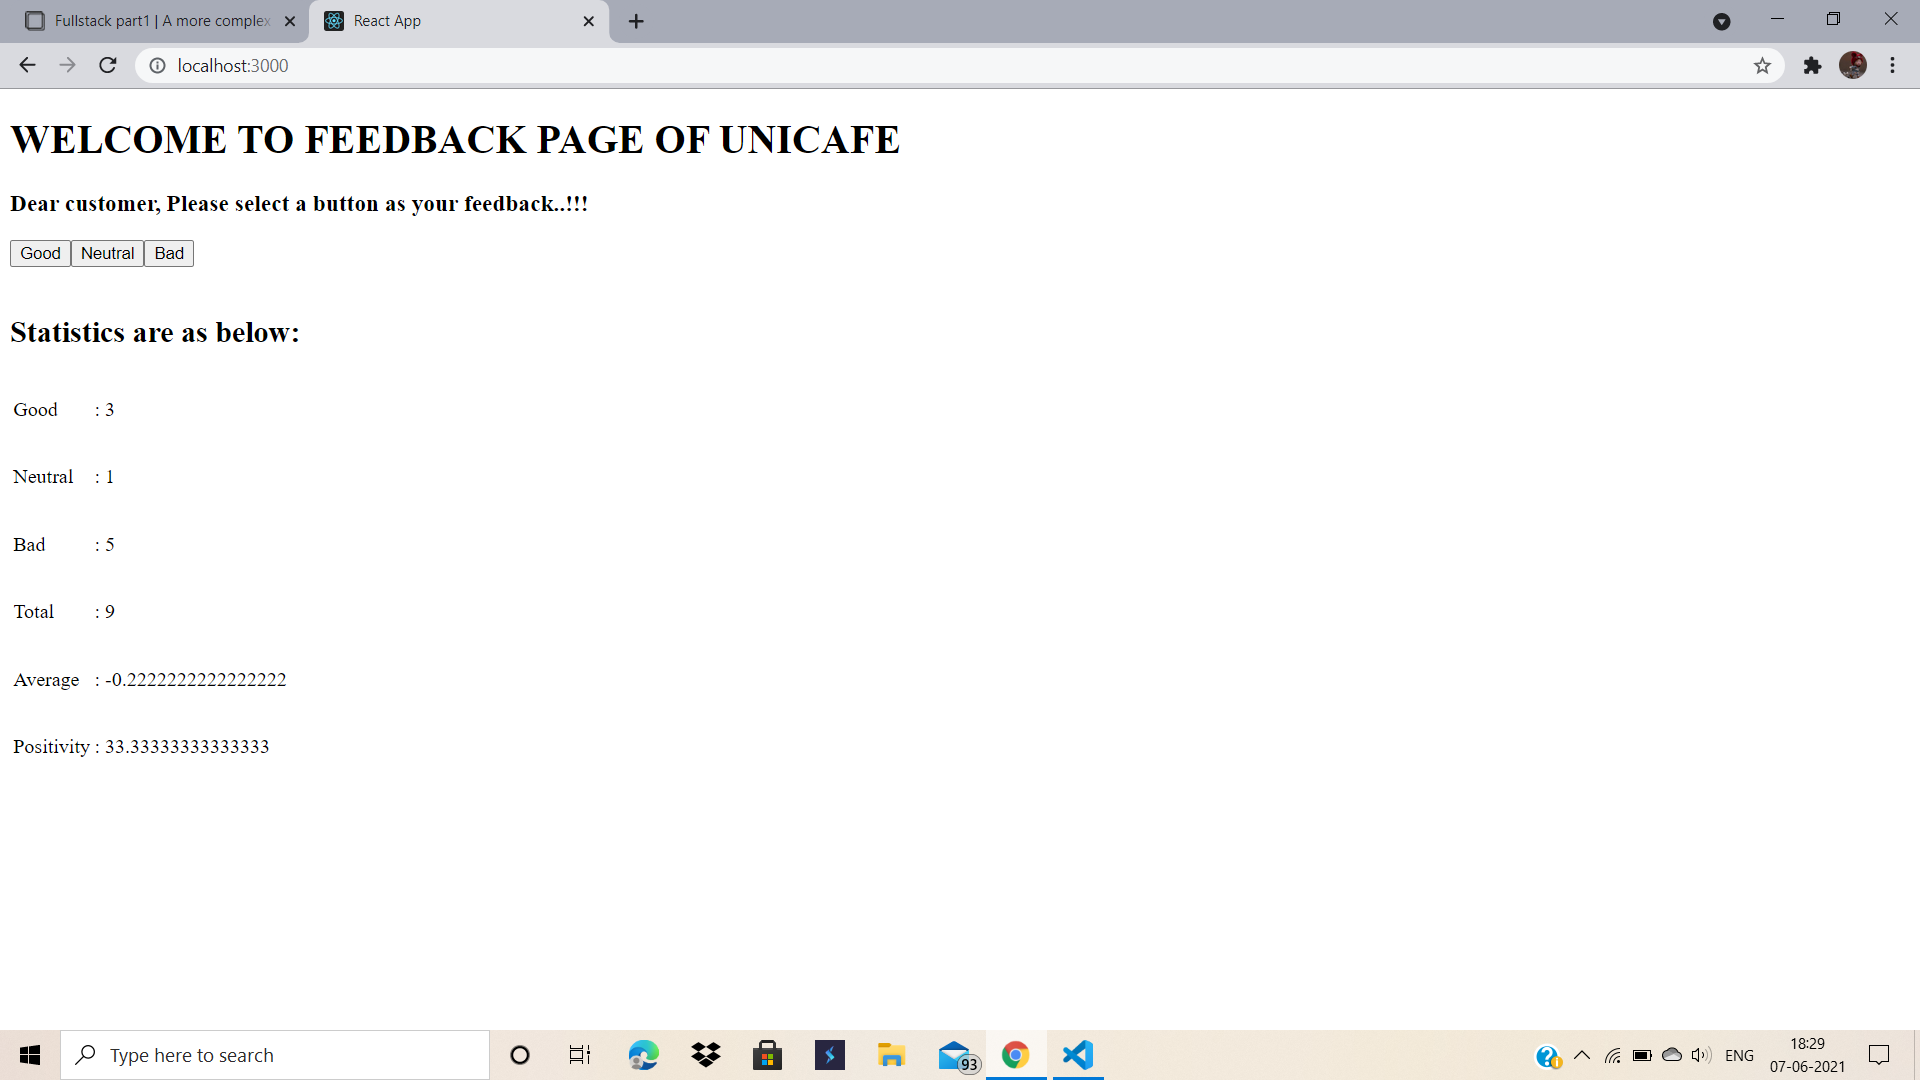 Fullstack part1 | A more complex
React App
localhost:3000
WELCOME TO FEEDBACK PAGE OF UNICAFE
Dear customer, Please select a button as your feedback..!!!
Good Neutral Bad
Statistics are as below:
Good : 3
Neutral : 1
Bad : 5
Total : 9
Average : -0.2222222222222222
Positivity : 33.33333333333333
Type here to search
93
ENG
18:29
07-06-2021